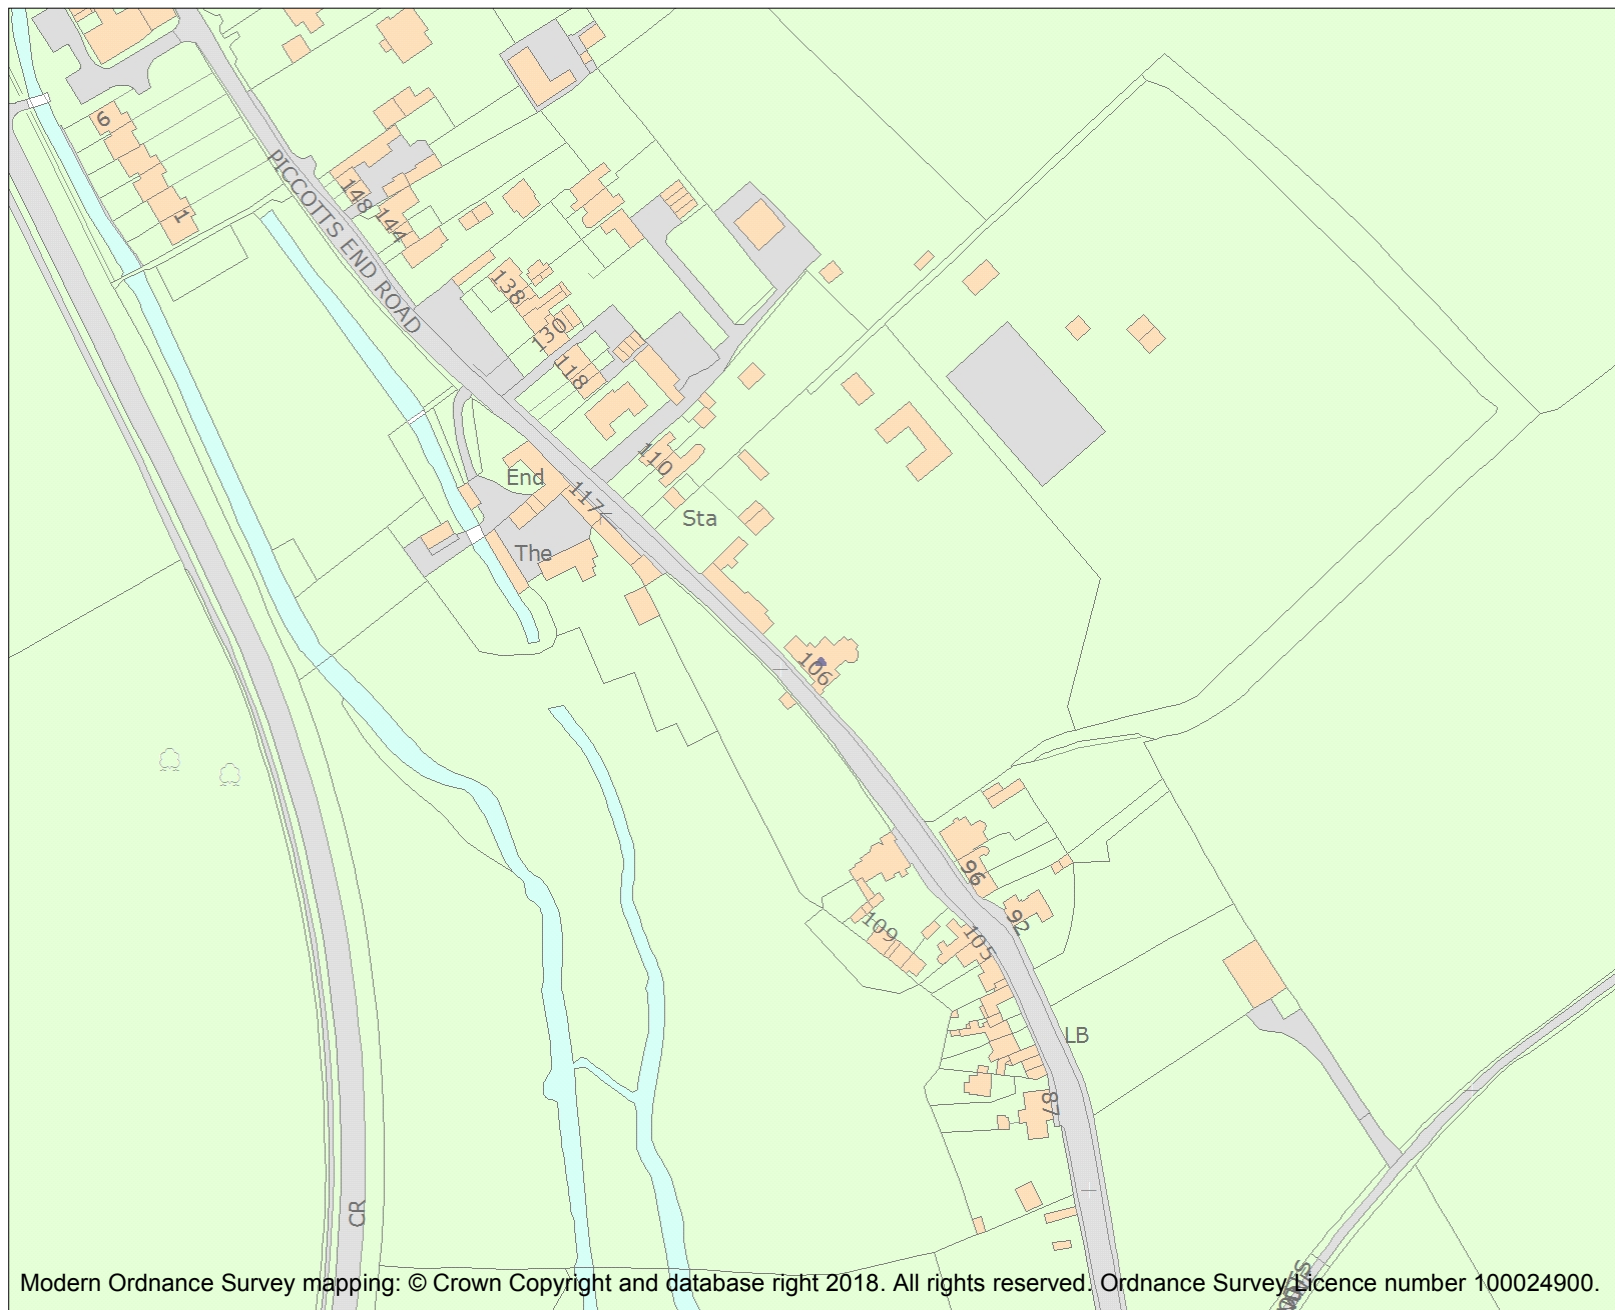 6
1
148
144
PICCOTTS END ROAD
138
130
118
110
End
117
Sta
The
106
96
92
109
105
LB
87
CR
Modern Ordnance Survey mapping: © Crown Copyright and database right 2018. All rights reserved. Ordnance Survey Licence number 100024900.